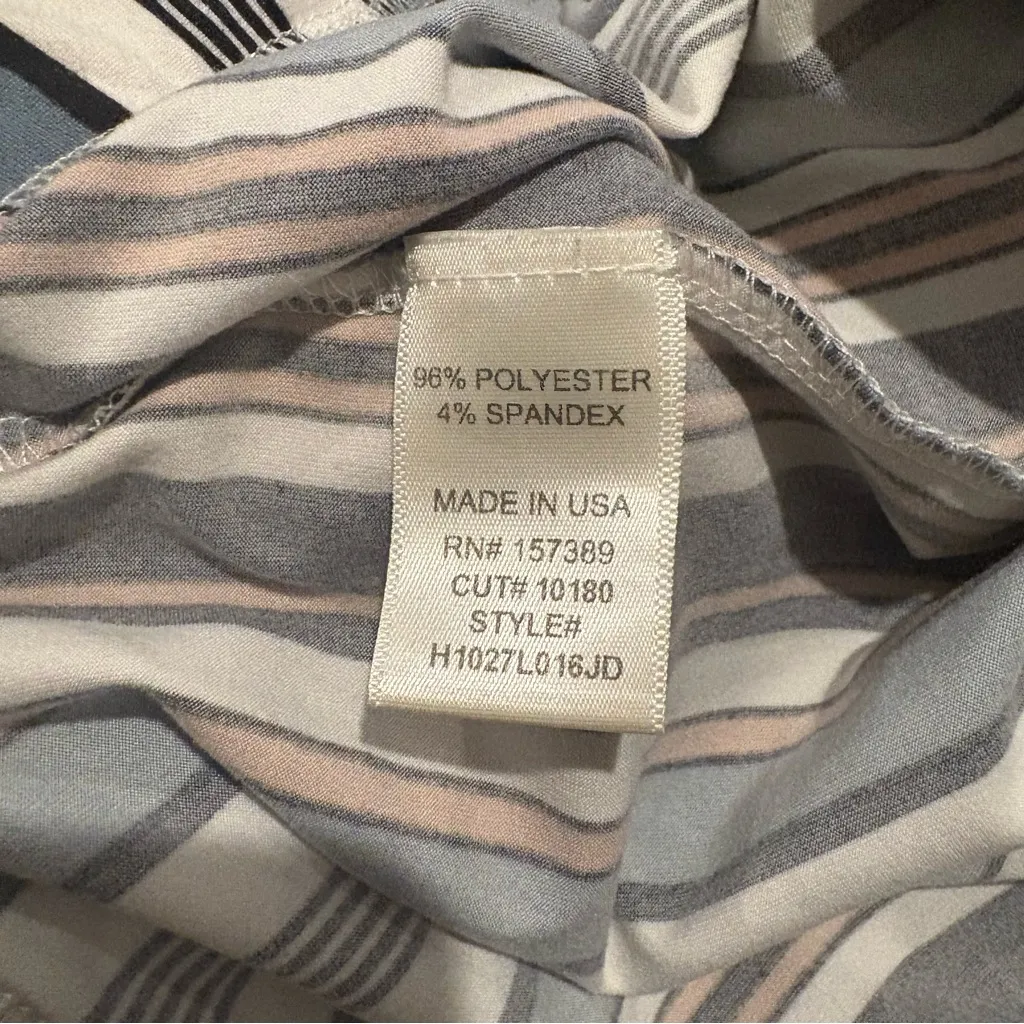 96% POLYESTER
4% SPANDEX
MADE IN USA
RN# 157389
CUT# 10180
STYLE#
H1027L016JD